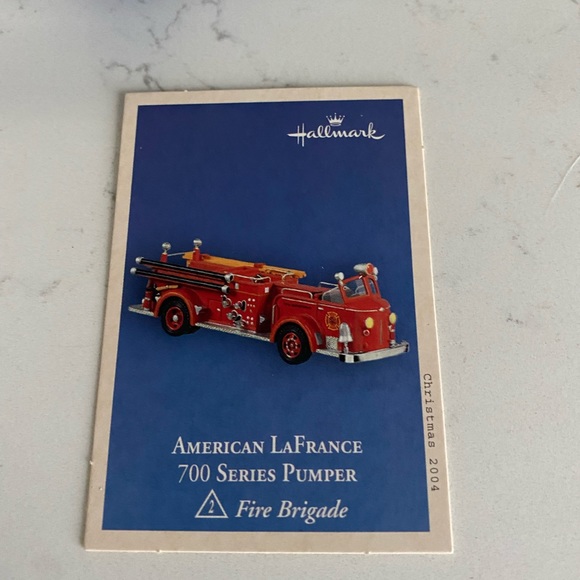 Hallmark
AMERICAN LAFRANCE
700 SERIES PUMPER
2 Fire Brigade
Christmas 2004